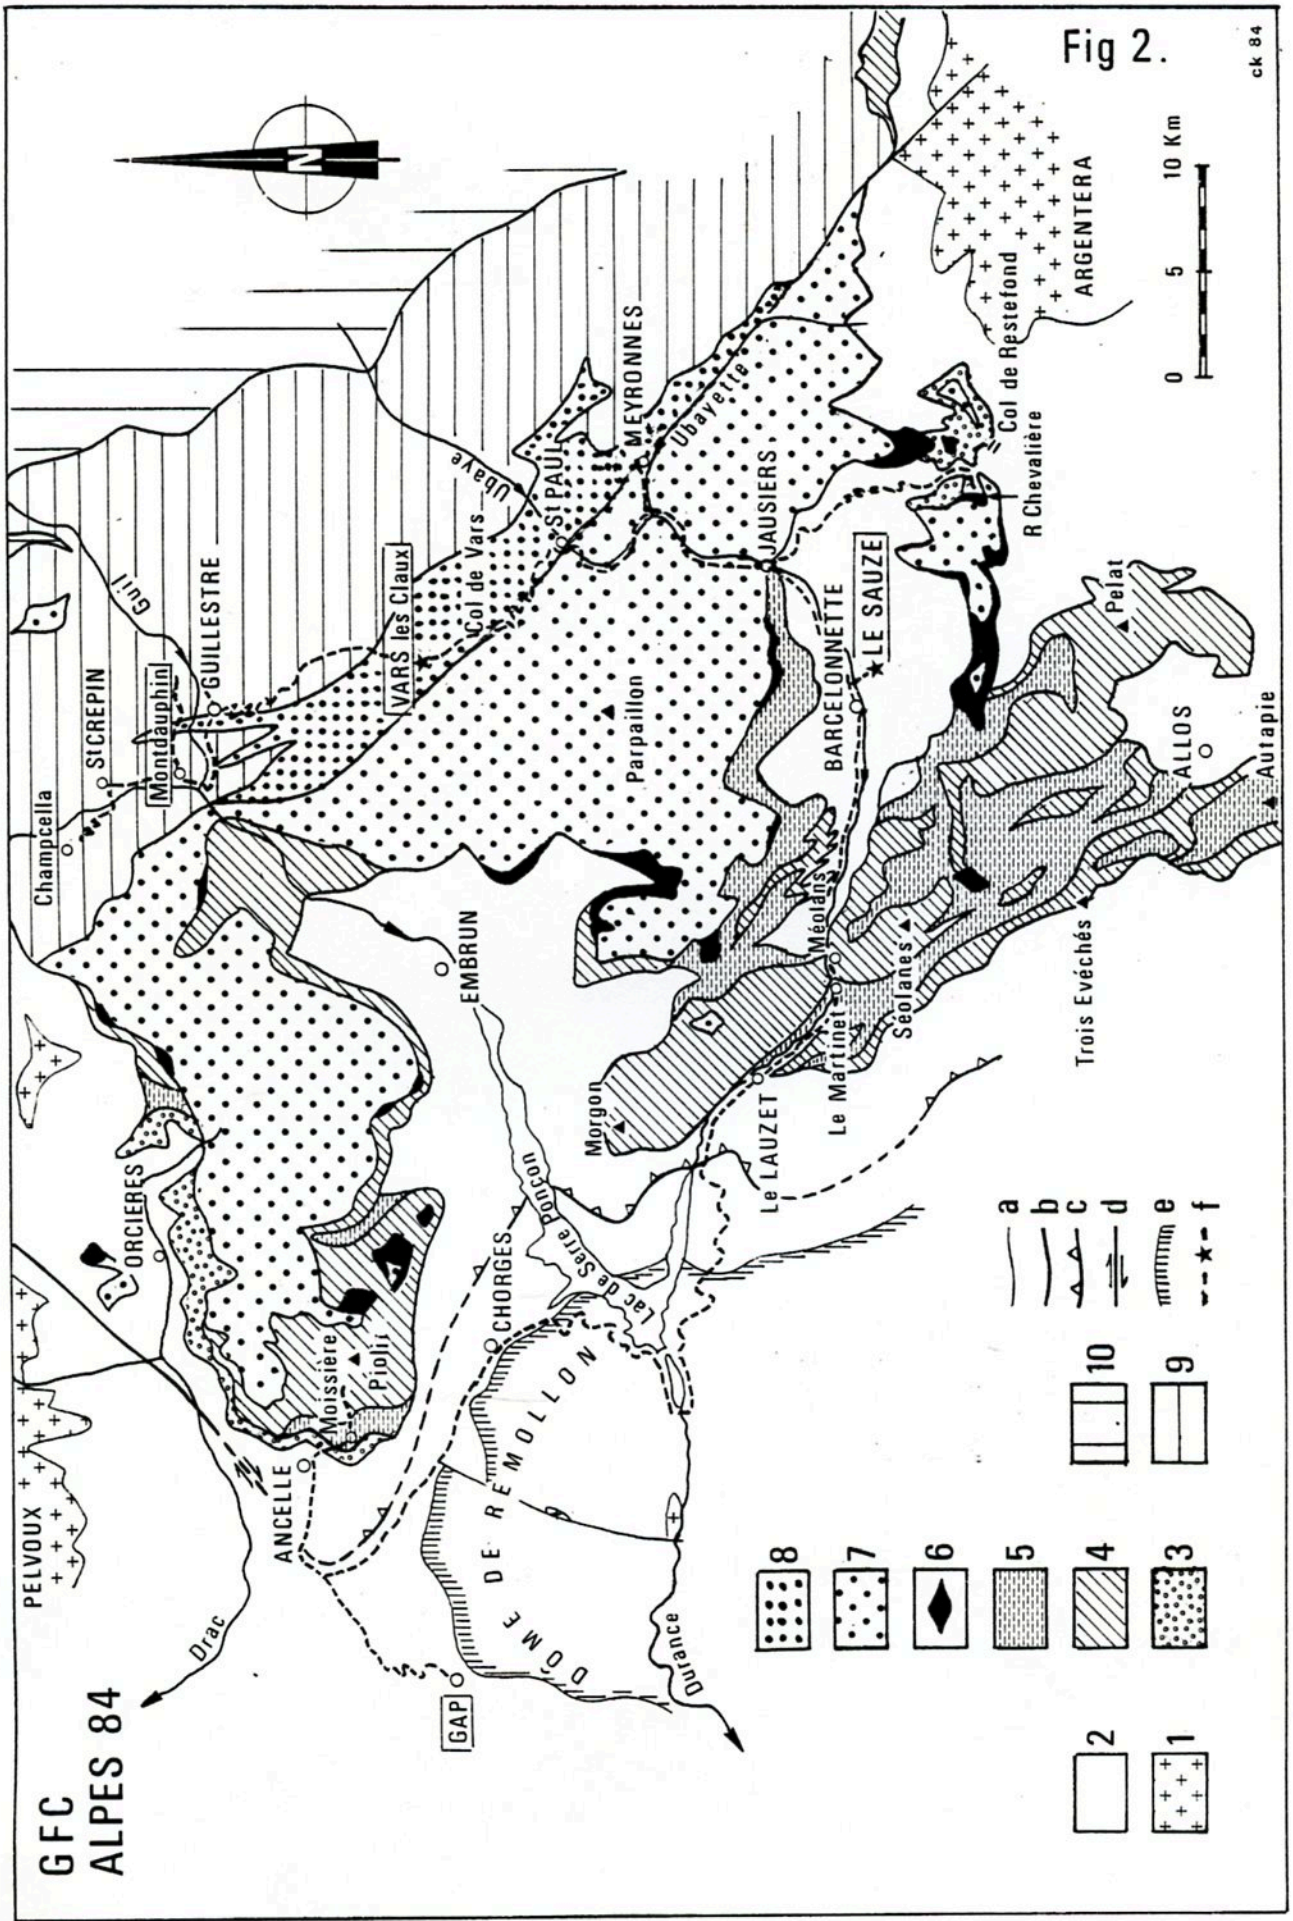 GFC
ALPES 84
Fig 2.
ck 84
N
PELVOUX
Drac
ORCIERES
ANCELLE
Moissière
Piolit
GAP
CHORGES
DÔME DE REMOLLON
Durance
Lac de Serre Ponçon
EMBRUN
Champcella
St CREPIN
Montdauphin
GUILLESTRE
Guil
VARS les Claux
Col de Vars
Ubaye
St PAUL
MEYRONNES
Ubayette
Parpaillon
JAUSIERS
BARCELONNETTE
LE SAUZE
Morgon
Le LAUZET
Le Martinet
Méolans
Séolanes
Trois Evéchés
ALLOS
Autapie
Pelat
R Chevalière
Col de Restefond
ARGENTERA
0 5 10 Km
1
2
3
4
5
6
7
8
9
10
a
b
c
d
e
f